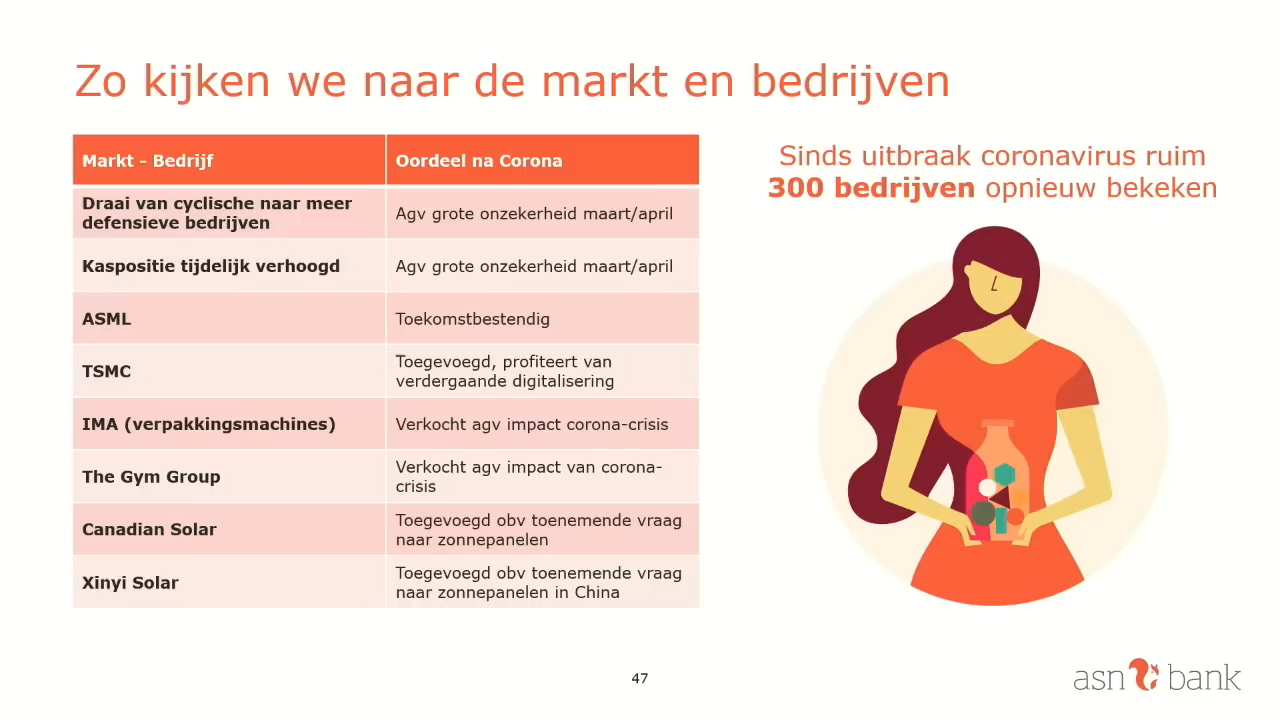 Zo kijken we naar de markt en bedrijven
Markt – Bedrijf
Oordeel na Corona
Draai van cyclische naar meer
defensieve bedrijven
Agv grote onzekerheid maart/april
Kaspositie tijdelijk verhoogd
Agv grote onzekerheid maart/april
ASML
Toekomstbestendig
TSMC
Toegevoegd, profiteert van
verdergaande digitalisering
IMA (verpakkingsmachines)
Verkocht agv impact corona-crisis
The Gym Group
Verkocht agv impact van corona-
crisis
Canadian Solar
Toegevoegd obv toenemende vraag
naar zonnepanelen
Xinyi Solar
Toegevoegd obv toenemende vraag
naar zonnepanelen in China
Sinds uitbraak coronavirus ruim
300 bedrijven opnieuw bekeken
47
asn bank